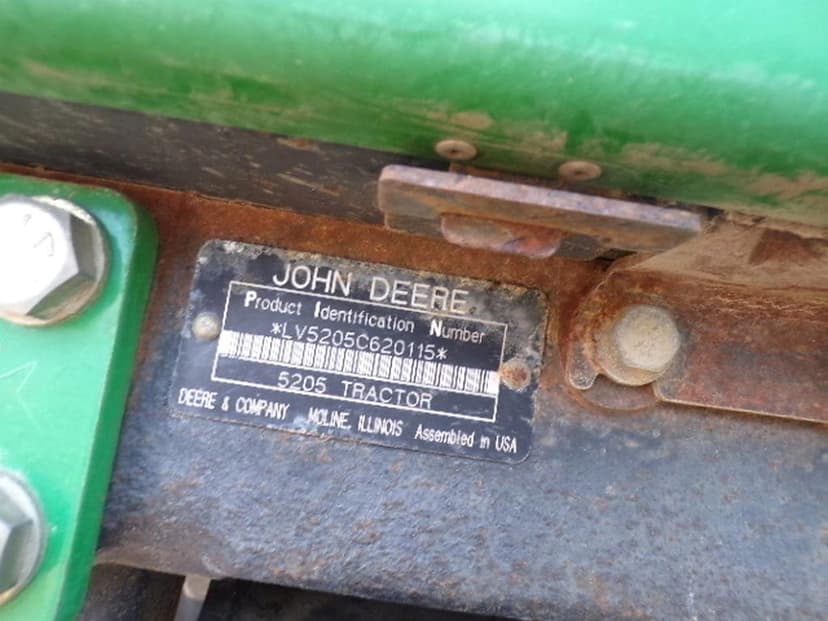 JOHN DEERE
Product Identification Number
*LV5205C620115*
5205 TRACTOR
DEERE & COMPANY MOLINE, ILLINOIS Assembled in USA